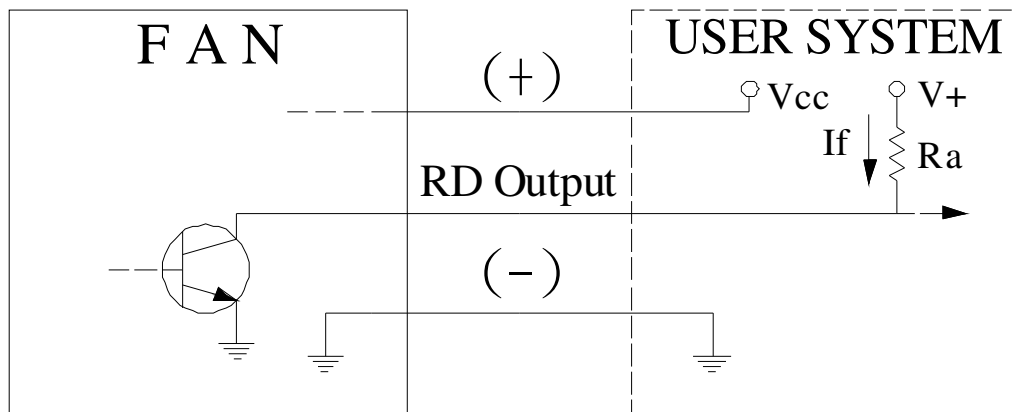 FAN
USER SYSTEM
(+)
Vcc
V+
If
Ra
RD Output
(-)